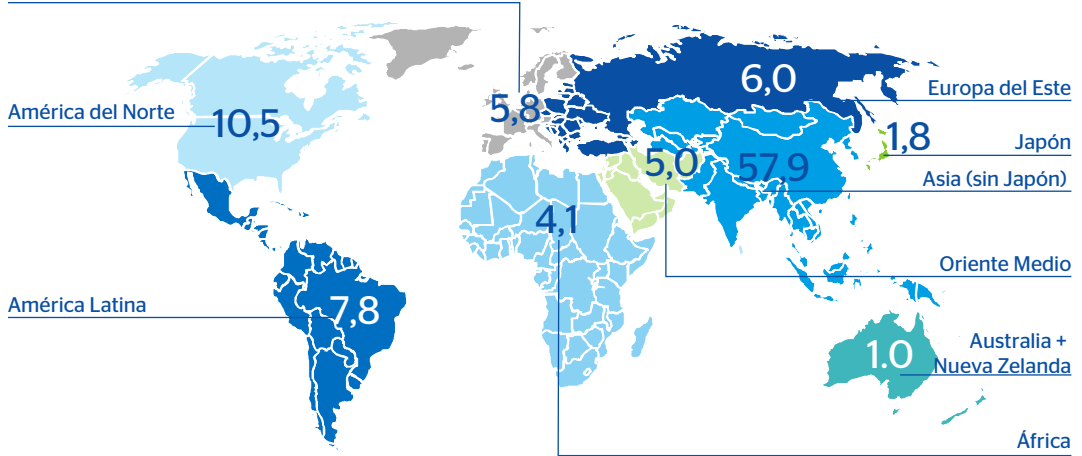 6,0
Europa del Este
5,8
América del Norte
10,5
1,8
Japón
5,0
57,9
Asia (sin Japón)
4,1
Oriente Medio
América Latina
7,8
Australia +
1.0
Nueva Zelanda
África